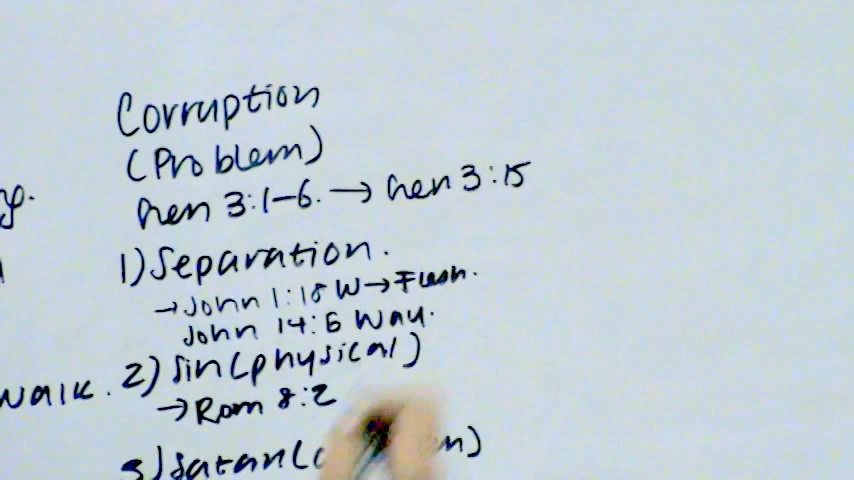 Corruption
(Problem)
Gen 3:1-6. → Gen 3:15
1) Separation.
→ John 1:18 W → Flesh.
John 14:6 Way.
walk. 2) Sin (physical)
→ Rom 8:2
3) Satan (